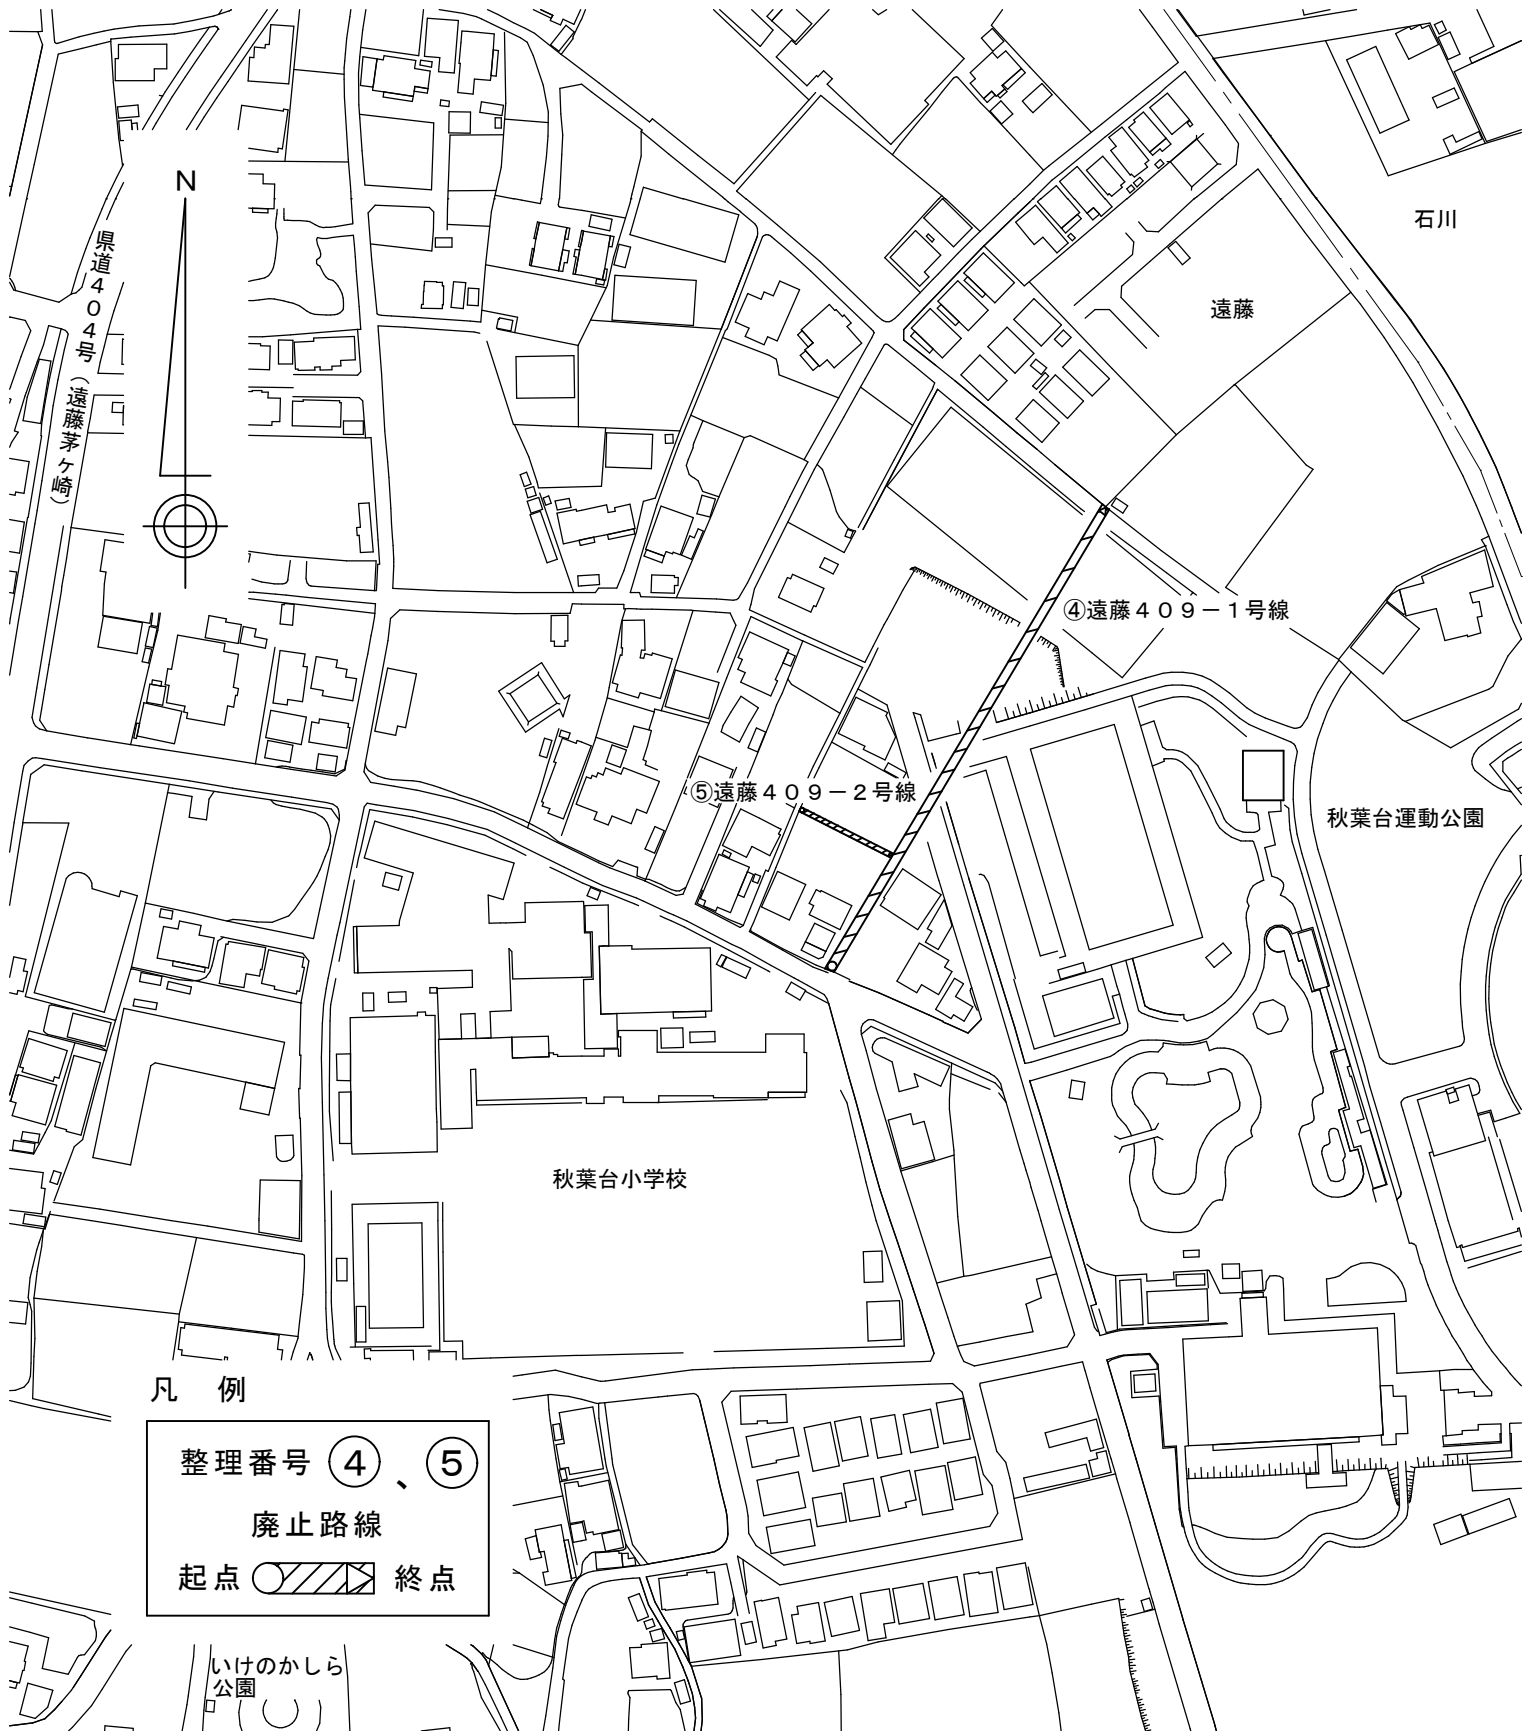 N
石川
県道４０４号（遠藤茅ヶ崎）
遠藤
④遠藤４０９－１号線
⑤遠藤４０９－２号線
秋葉台運動公園
秋葉台小学校
凡　例
整理番号 ④、⑤
廃止路線
起点 終点
いけのかしら
公園